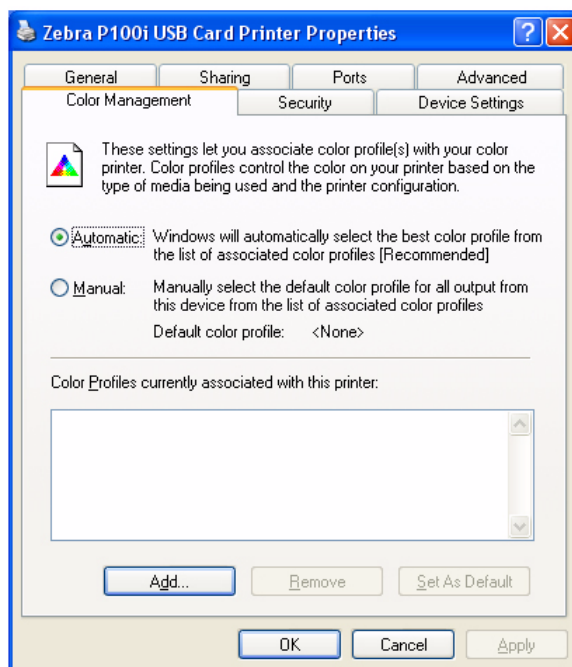 Zebra P100i USB Card Printer Properties
General Sharing Ports Advanced
Color Management Security Device Settings
These settings let you associate color profile(s) with your color
printer. Color profiles control the color on your printer based on the
type of media being used and the printer configuration.
Automatic: Windows will automatically select the best color profile from
the list of associated color profiles [Recommended]
Manual: Manually select the default color profile for all output from
this device from the list of associated color profiles
Default color profile: <None>
Color Profiles currently associated with this printer:
Add... Remove Set As Default
OK Cancel Apply